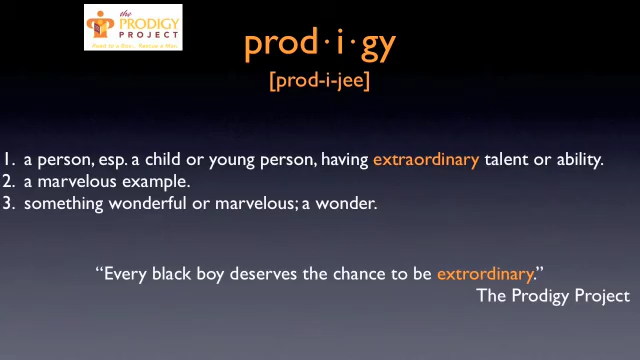 the
PRODIGY
PROJECT
prod·i·gy
[prod-i-jee]
1. a person, esp. a child or young person, having extraordinary talent or ability.
2. a marvelous example.
3. something wonderful or marvelous; a wonder.
“Every black boy deserves the chance to be extrordinary.”
The Prodigy Project